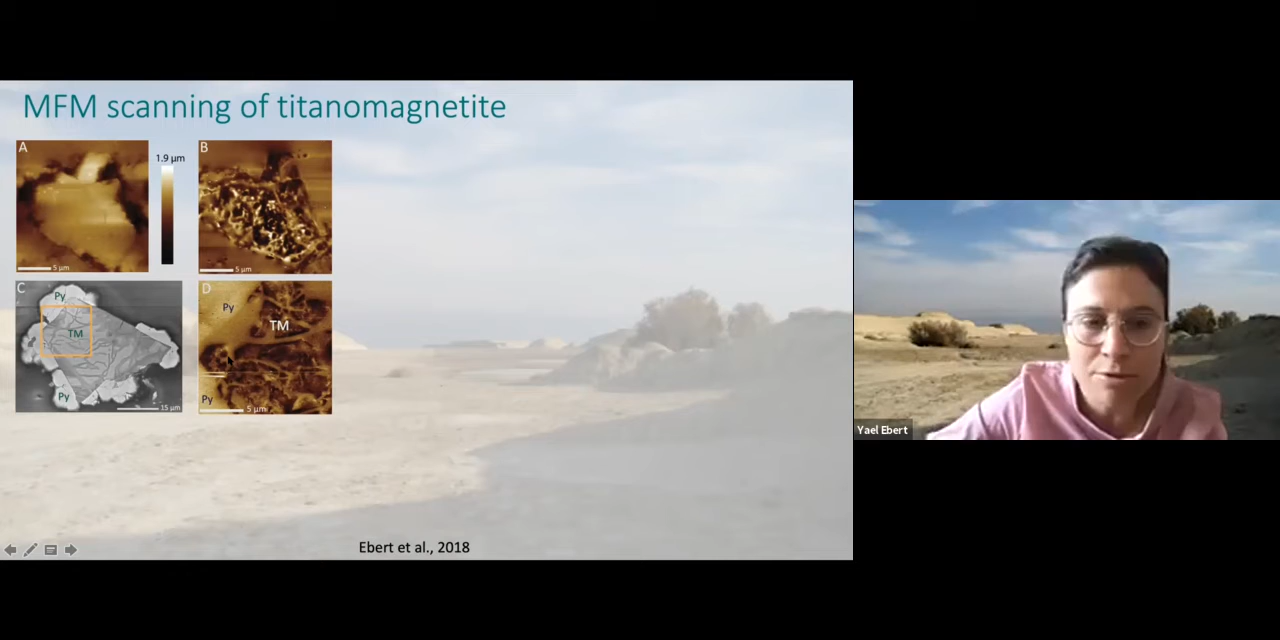 MFM scanning of titanomagnetite
A
1.9 µm
B
5 µm
5 µm
C
Py
TM
Py
15 µm
D
Py
TM
Py
5 µm
Ebert et al., 2018
Yael Ebert